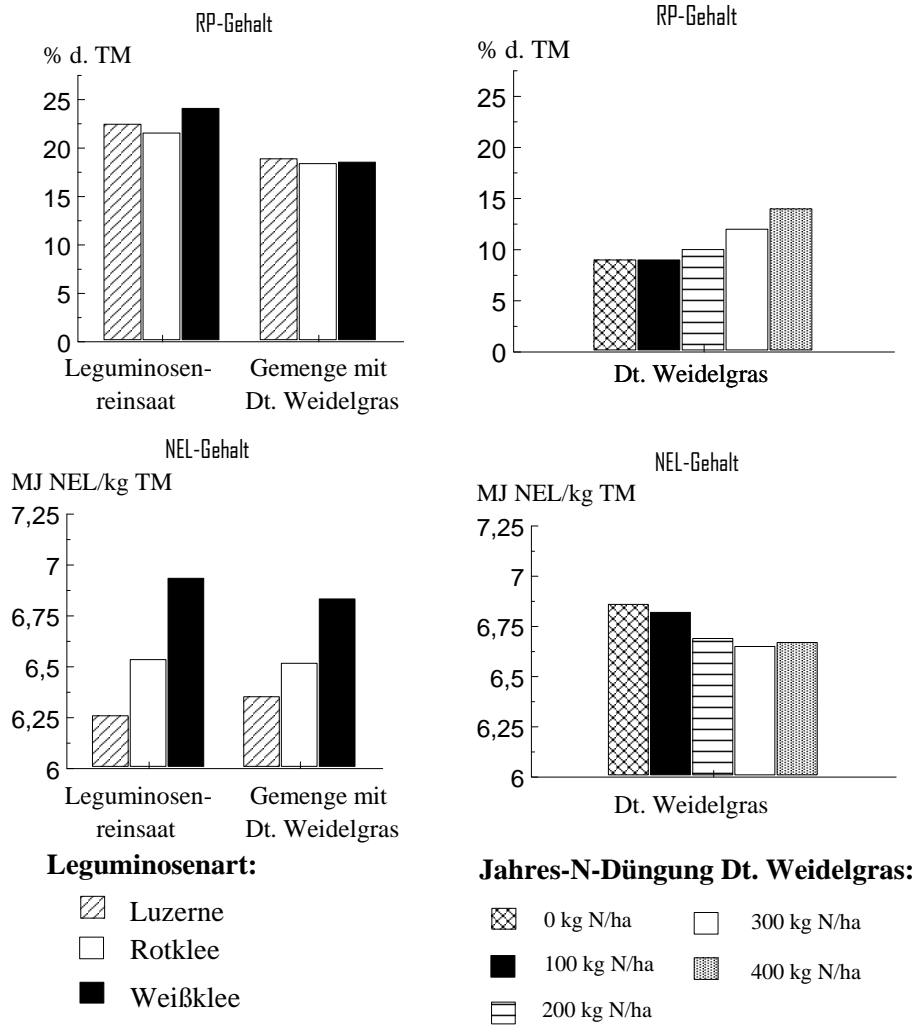 RP-Gehalt
% d. TM
25
20
15
10
5
0
Leguminosen-
reinsaat
Gemenge mit
Dt. Weidelgras
RP-Gehalt
% d. TM
25
20
15
10
5
0
Dt. Weidelgras
NEL-Gehalt
MJ NEL/kg TM
7,25
7
6,75
6,5
6,25
6
Leguminosen-
reinsaat
Gemenge mit
Dt. Weidelgras
NEL-Gehalt
MJ NEL/kg TM
7,25
7
6,75
6,5
6,25
6
Dt. Weidelgras
Leguminosenart:
Luzerne
Rotklee
Weißklee
Jahres-N-Düngung Dt. Weidelgras:
0 kg N/ha
100 kg N/ha
200 kg N/ha
300 kg N/ha
400 kg N/ha